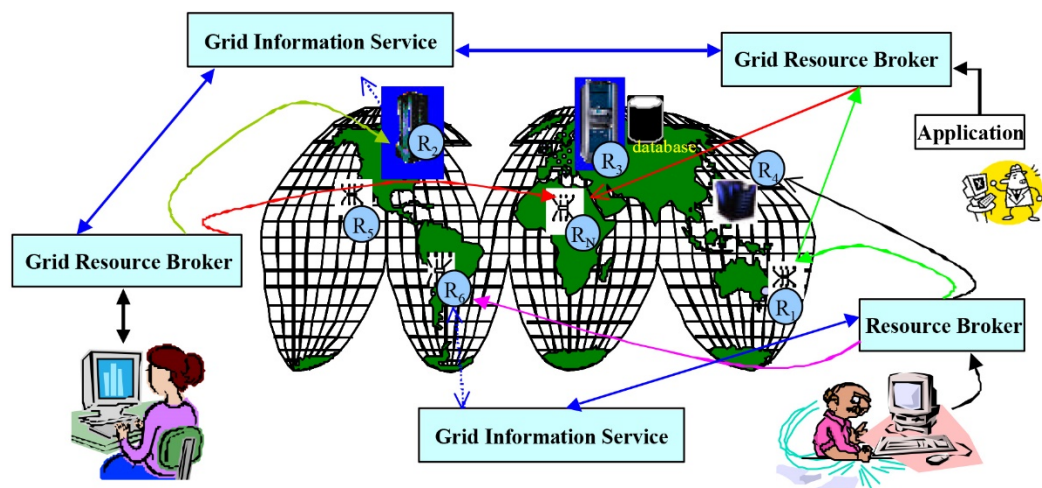 Grid Information Service
Grid Resource Broker
Application
R2
R3
database
R4
R5
RN
Grid Resource Broker
R6
R1
Resource Broker
Grid Information Service